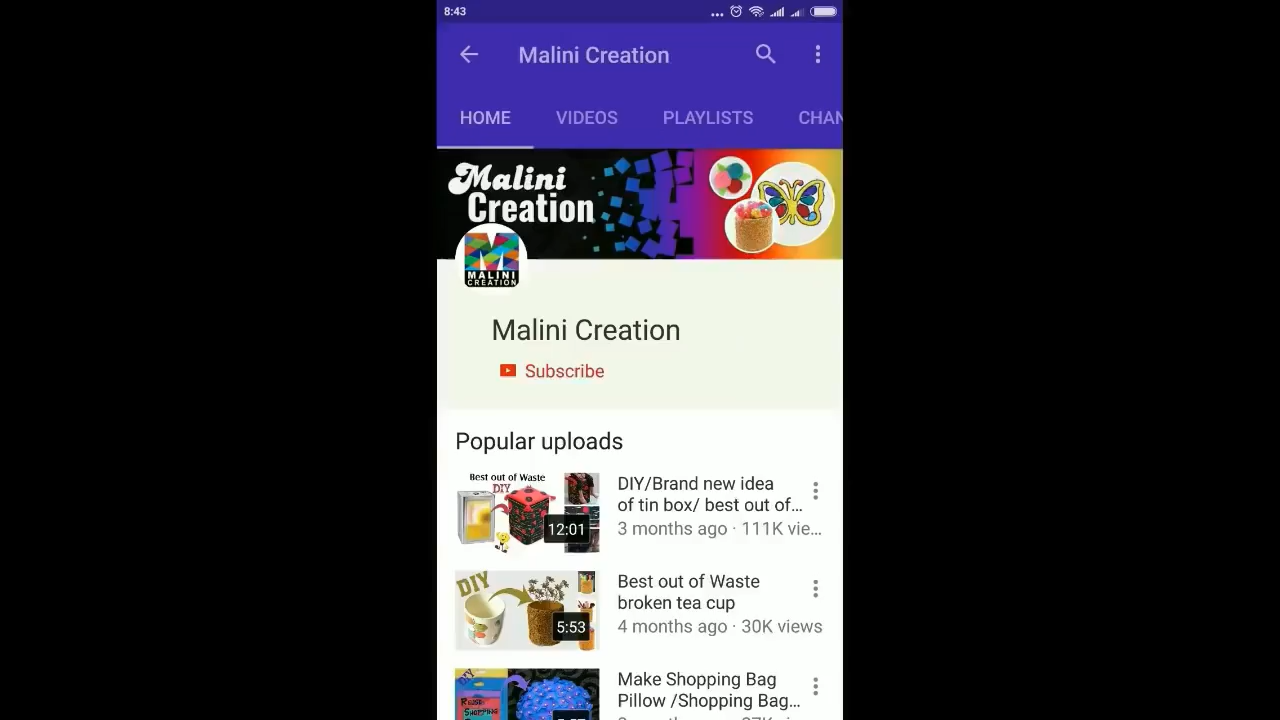 8:43
Malini Creation
HOME VIDEOS PLAYLISTS CHAN
Malini
Creation
MALINI
CREATION
Malini Creation
Subscribe
Popular uploads
Best out of Waste
DIY
12:01
DIY/Brand new idea
of tin box/ best out of...
3 months ago · 111K vie...
DIY
5:53
Best out of Waste
broken tea cup
4 months ago · 30K views
DIY
Shopping
Make Shopping Bag
Pillow /Shopping Bag...